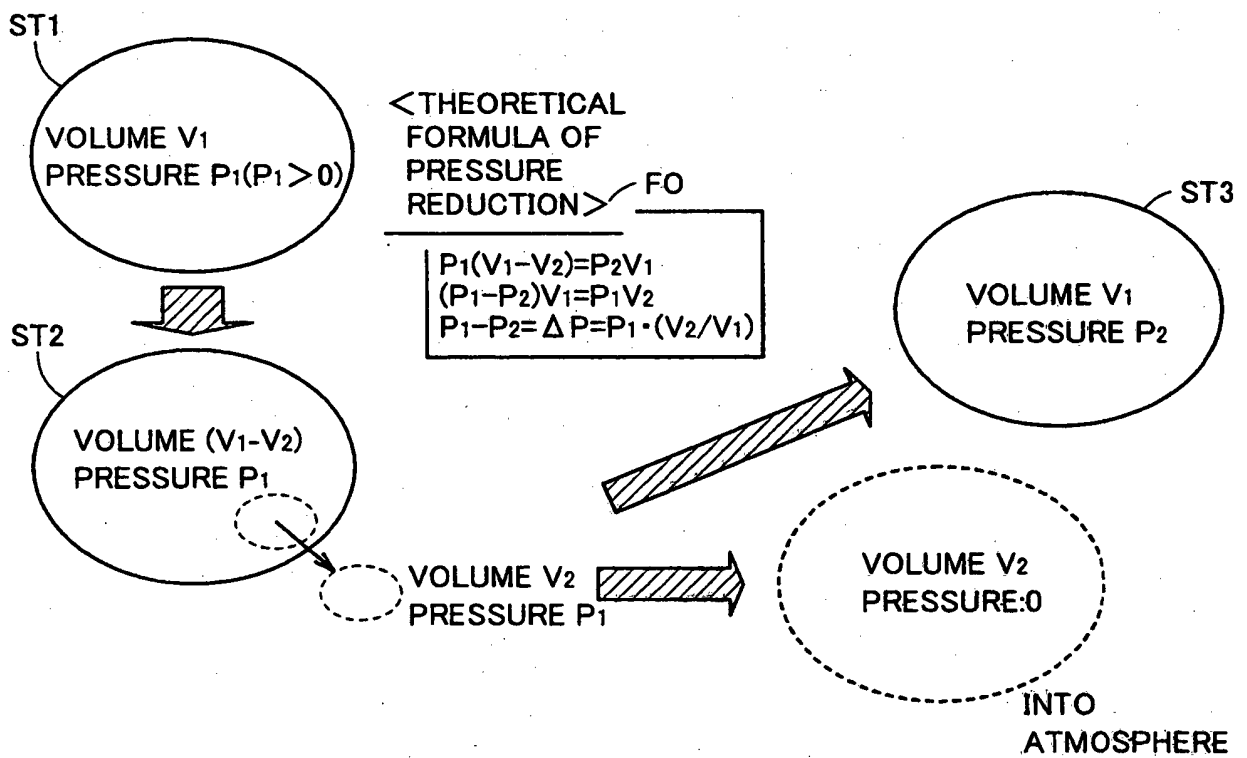 ST1
VOLUME V1
PRESSURE P1(P1>0)
<THEORETICAL
FORMULA OF
PRESSURE
REDUCTION>
FO
P1(V1-V2)=P2V1
(P1-P2)V1=P1V2
P1-P2=ΔP=P1·(V2/V1)
ST3
VOLUME V1
PRESSURE P2
ST2
VOLUME (V1-V2)
PRESSURE P1
VOLUME V2
PRESSURE P1
VOLUME V2
PRESSURE:0
INTO
ATMOSPHERE